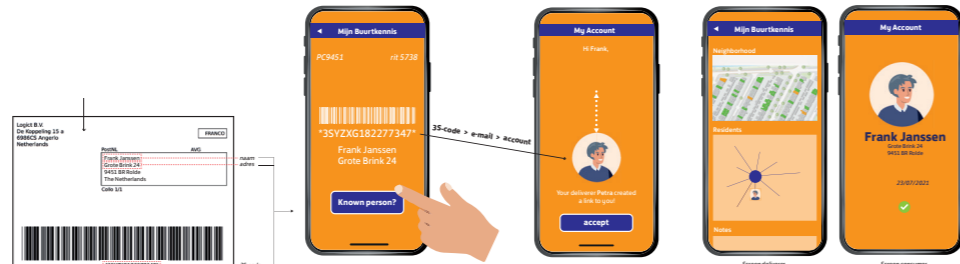 Logict B.V.
De Koppeling 15 a
6986CS Angerlo
Netherlands
FRANCO
PostNL
AVG
Frank Janssen
Grote Brink 24
9451 BR Rolde
The Netherlands
Collo 1/1
naam
adres
Mijn Buurtkennis
PC9451
rit 5738
*3SYZXG182277347*
Frank Janssen
Grote Brink 24
Known person?
3S-code > e-mail > account
My Account
Hi Frank,
Your deliverer Petra created
a link to you!
accept
Mijn Buurtkennis
Neighborhood
Residents
Notes
My Account
Frank Janssen
Grote Brink 24
9451 BR Rolde
23/07/2021